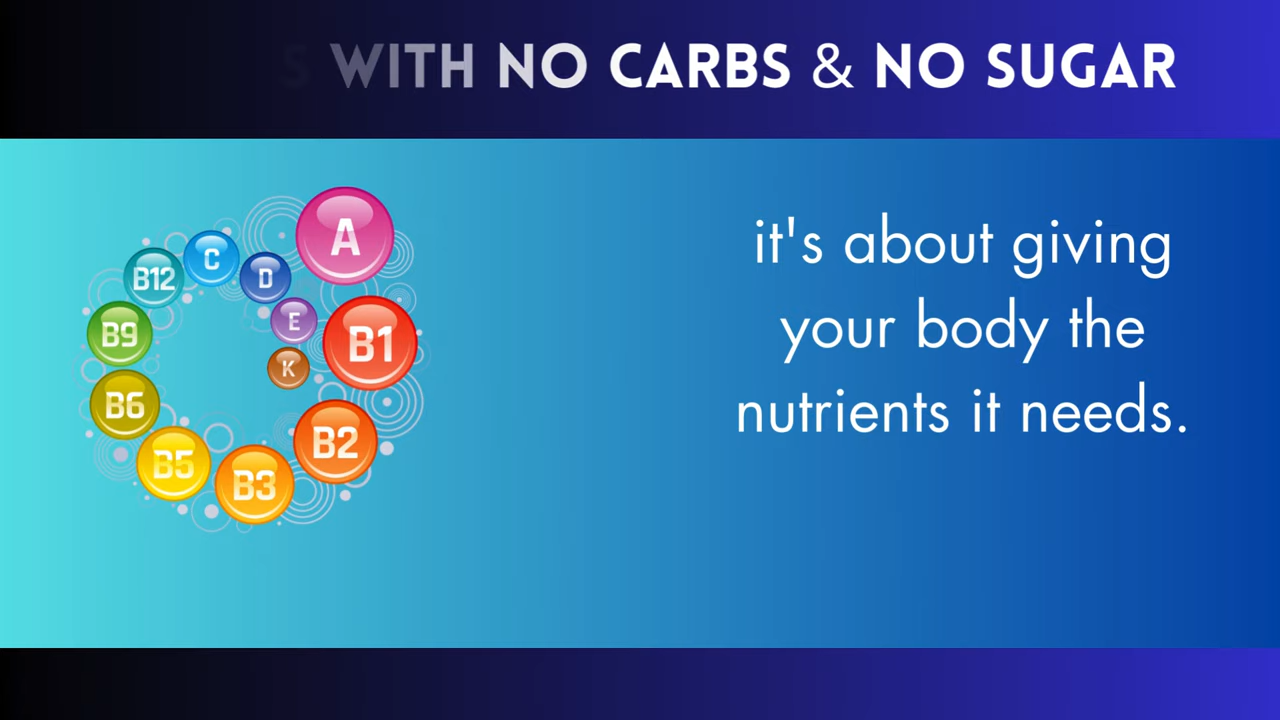 WITH NO CARBS & NO SUGAR
A
C
D
B12
E
B1
B9
K
B6
B2
B5
B3
it's about giving
your body the
nutrients it needs.